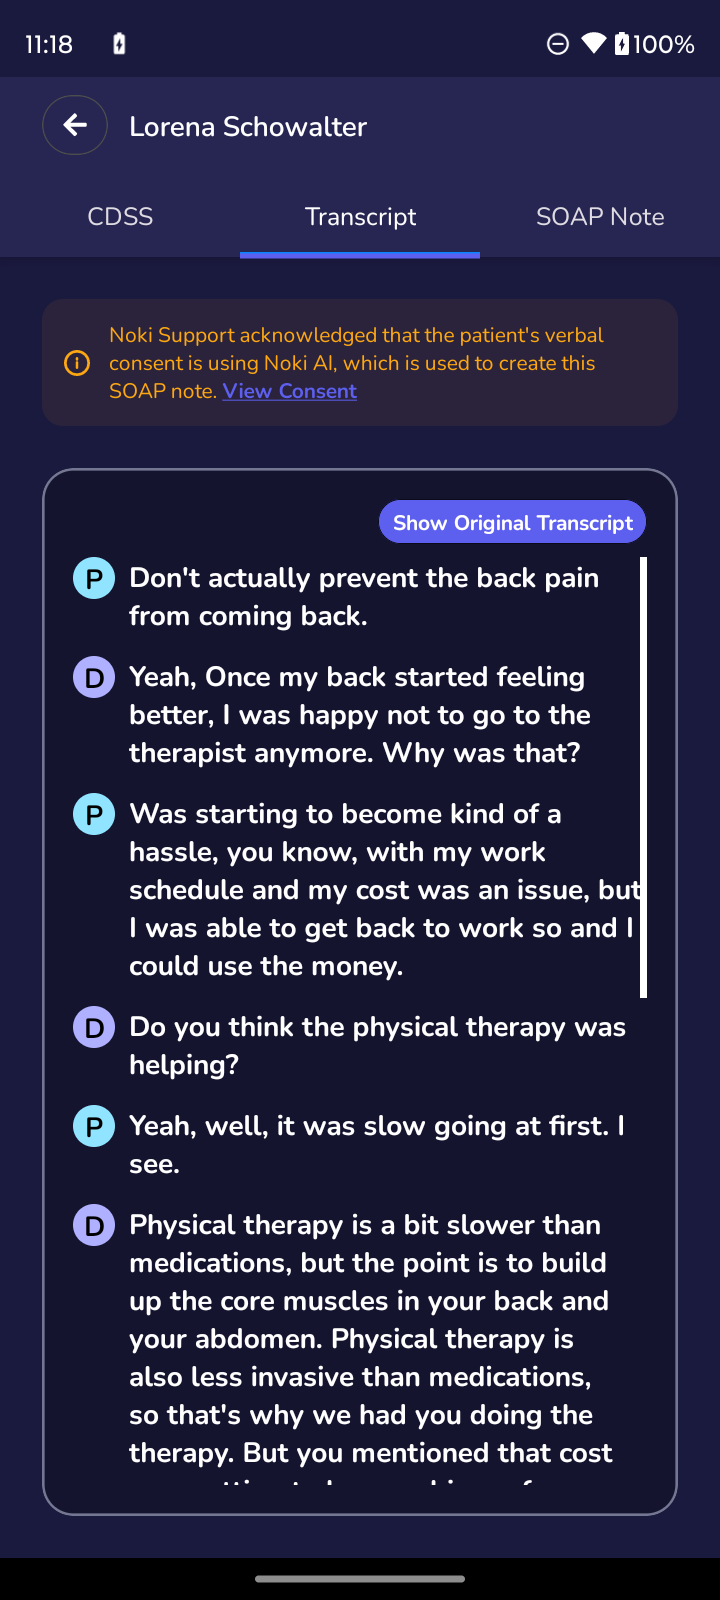 11:18
100%
Lorena Schowalter
CDSS
Transcript
SOAP Note
Noki Support acknowledged that the patient's verbal
consent is using Noki AI, which is used to create this
SOAP note. View Consent
Show Original Transcript
P
Don't actually prevent the back pain
from coming back.
D
Yeah, Once my back started feeling
better, I was happy not to go to the
therapist anymore. Why was that?
P
Was starting to become kind of a
hassle, you know, with my work
schedule and my cost was an issue, but
I was able to get back to work so and I
could use the money.
D
Do you think the physical therapy was
helping?
P
Yeah, well, it was slow going at first. I
see.
D
Physical therapy is a bit slower than
medications, but the point is to build
up the core muscles in your back and
your abdomen. Physical therapy is
also less invasive than medications,
so that's why we had you doing the
therapy. But you mentioned that cost